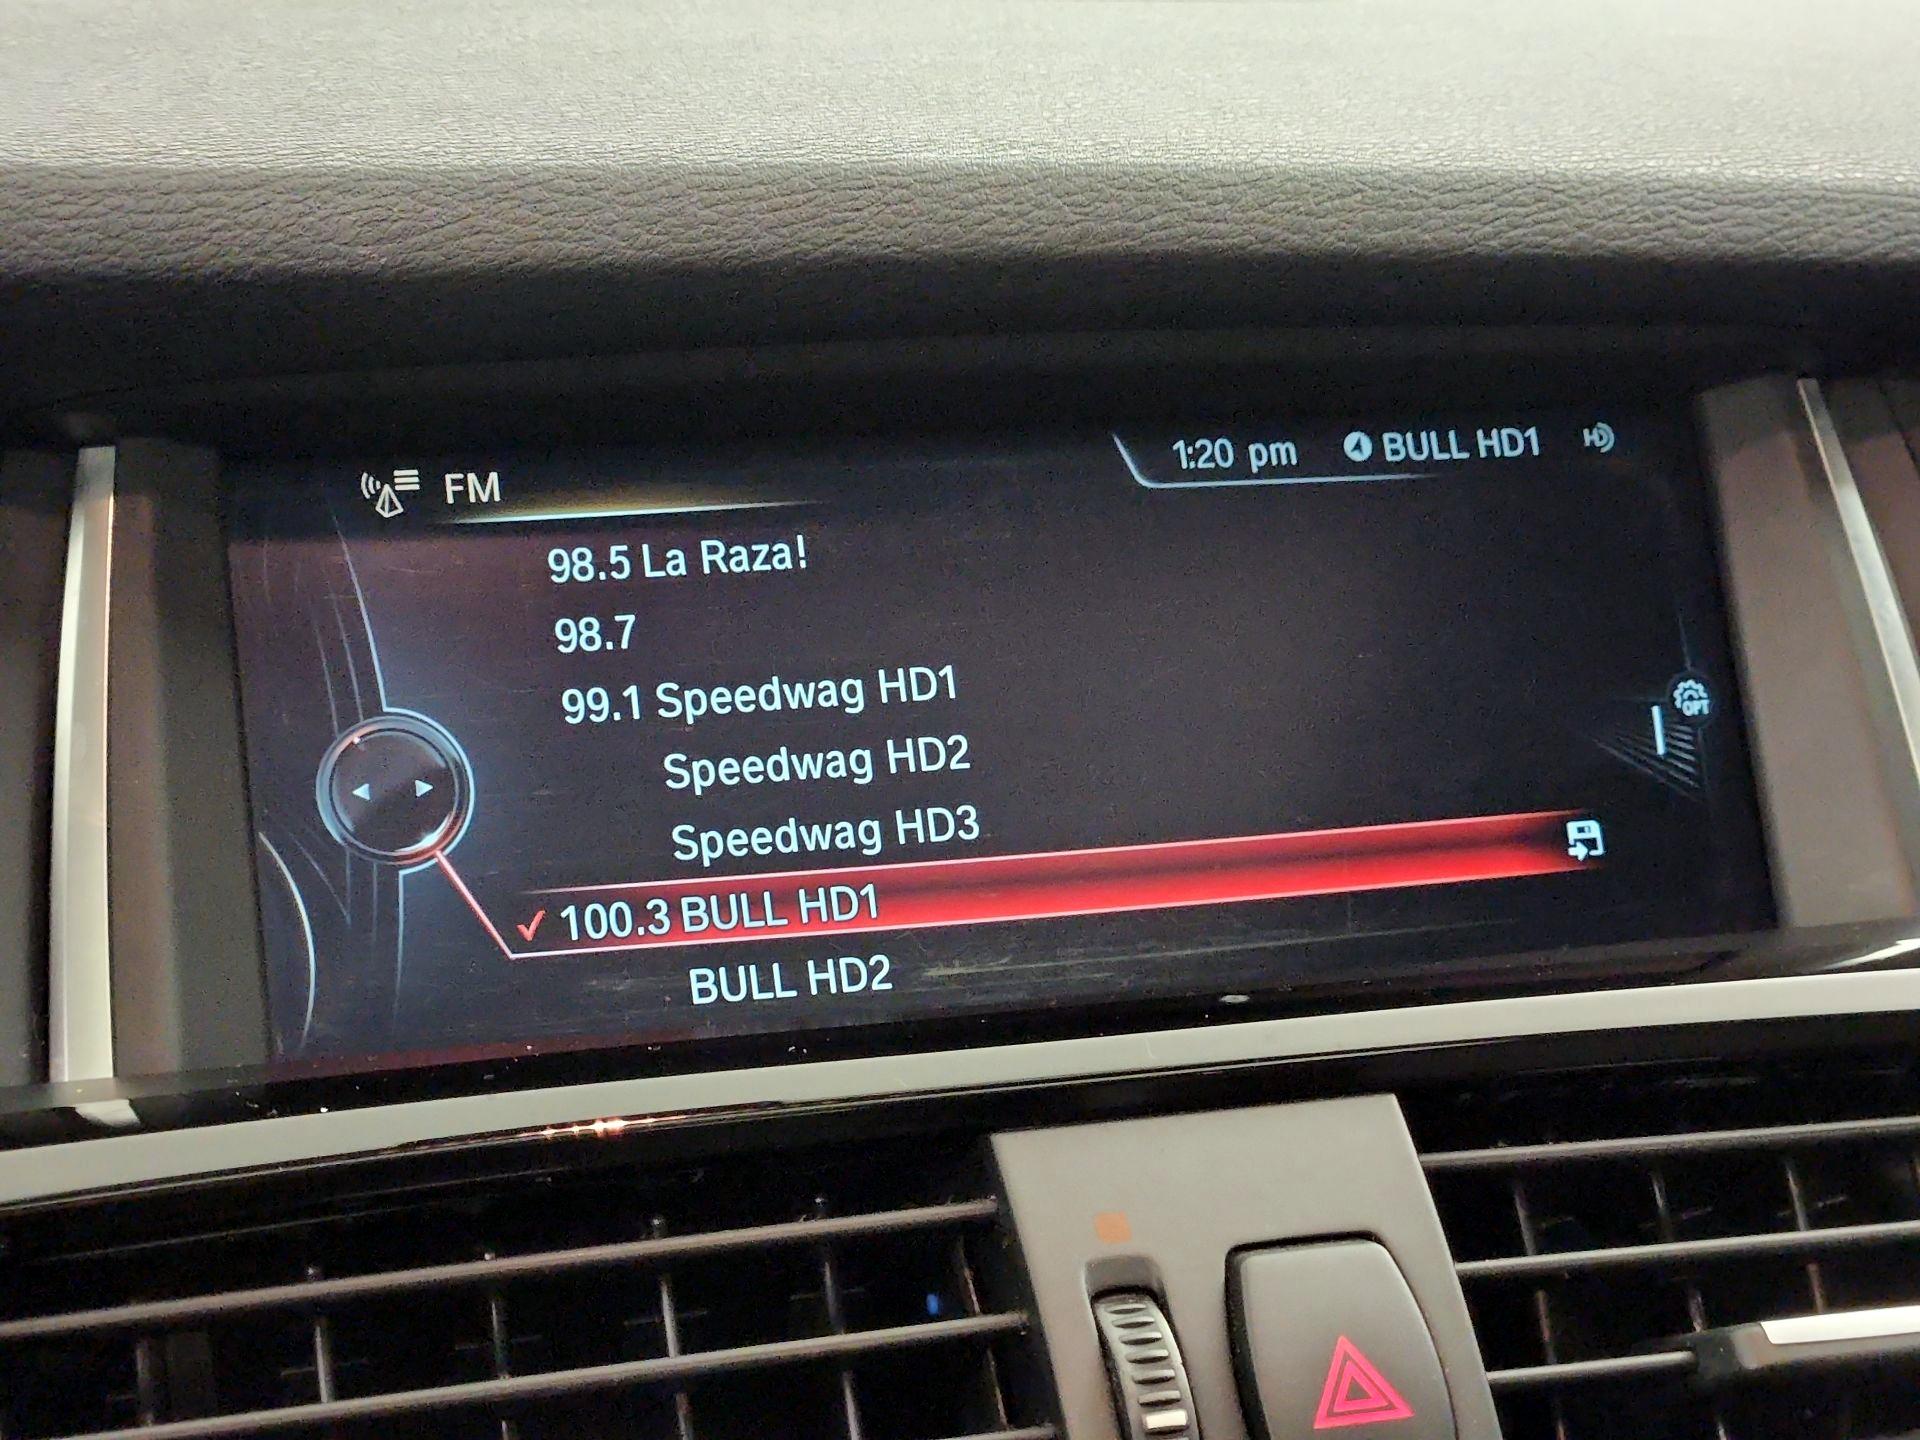 FM
1:20 pm BULL HD1 HD
98.5 La Raza!
98.7
99.1 Speedwag HD1
Speedwag HD2
Speedwag HD3
100.3 BULL HD1
BULL HD2
OPT